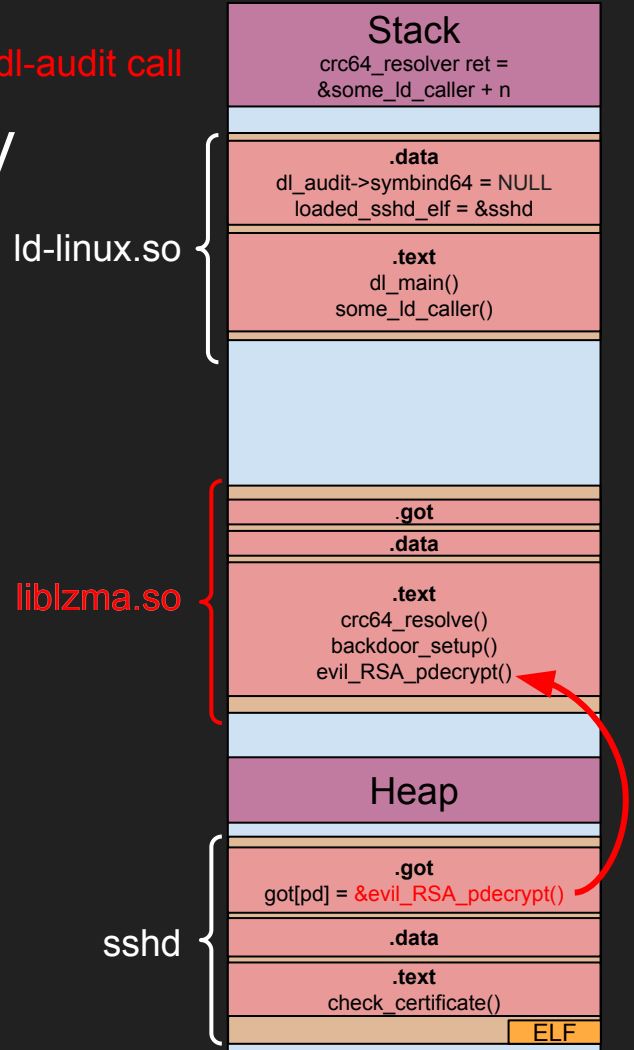 dl-audit call
y
Stack
crc64_resolver ret =
&some_ld_caller + n
ld-linux.so
.data
dl_audit->symbind64 = NULL
loaded_sshd_elf = &sshd
.text
dl_main()
some_ld_caller()
liblzma.so
.got
.data
.text
crc64_resolve()
backdoor_setup()
evil_RSA_pdecrypt()
Heap
sshd
.got
got[pd] = &evil_RSA_pdecrypt()
.data
.text
check_certificate()
ELF